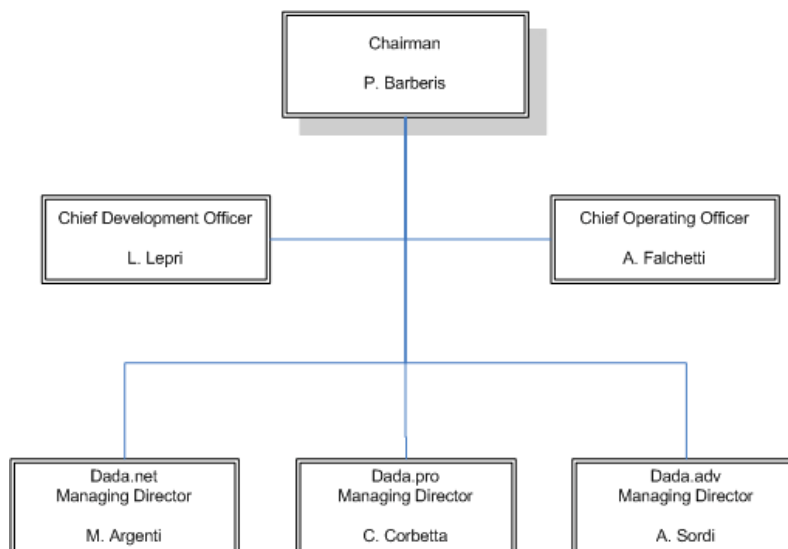 Chairman
P. Barberis
Chief Development Officer
L. Lepri
Chief Operating Officer
A. Falchetti
Dada.net
Managing Director
M. Argenti
Dada.pro
Managing Director
C. Corbetta
Dada.adv
Managing Director
A. Sordi